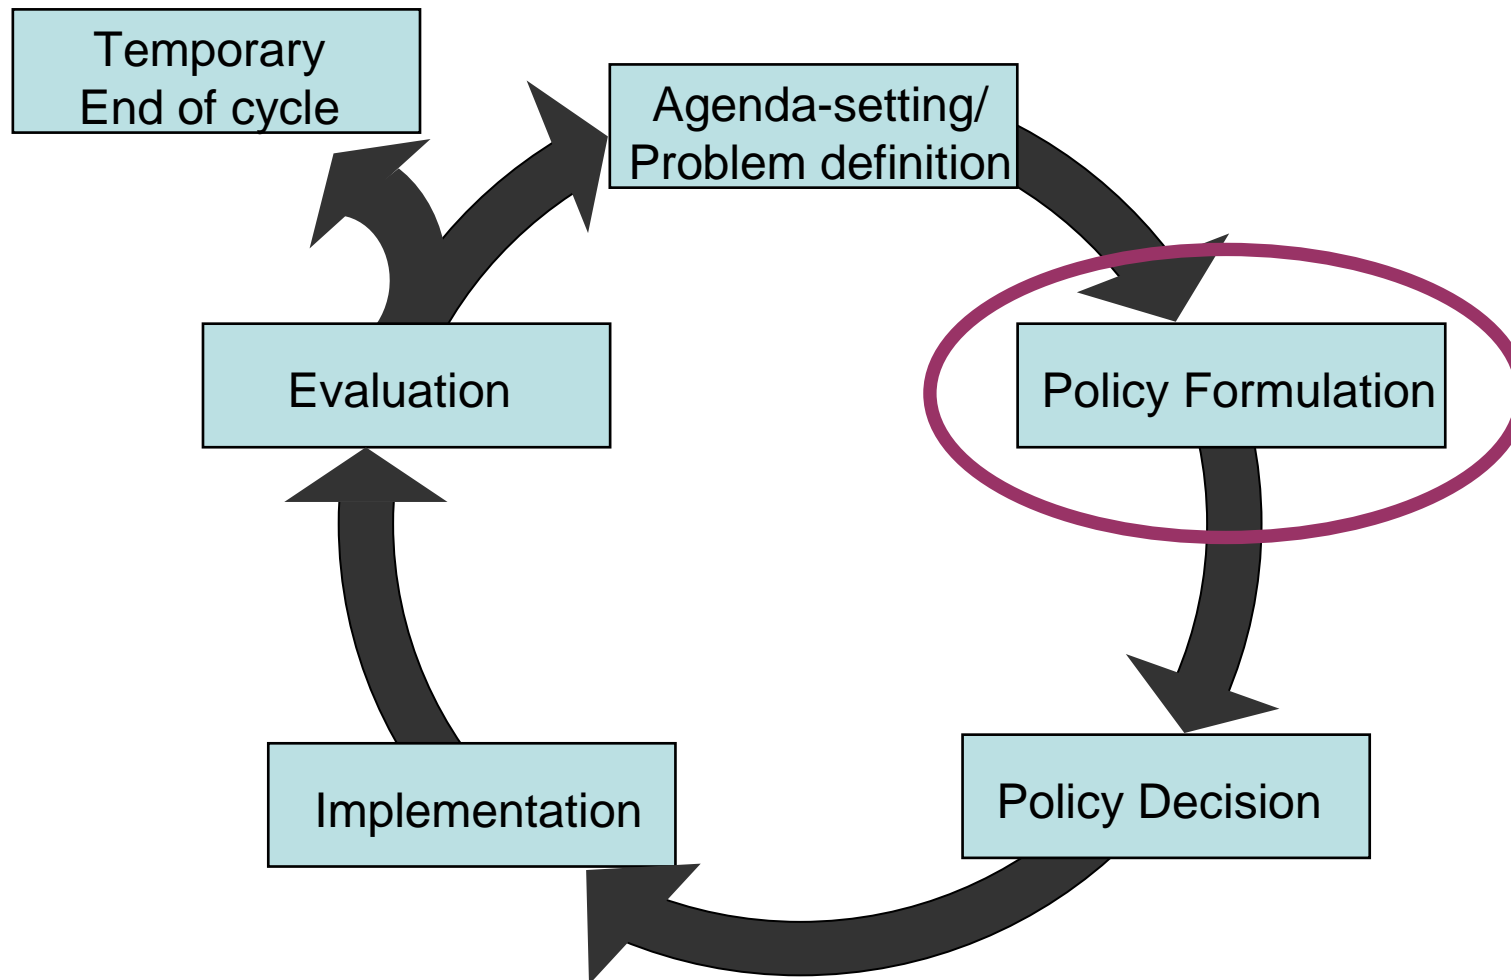 Temporary
End of cycle
Agenda-setting/
Problem definition
Evaluation
Policy Formulation
Implementation
Policy Decision